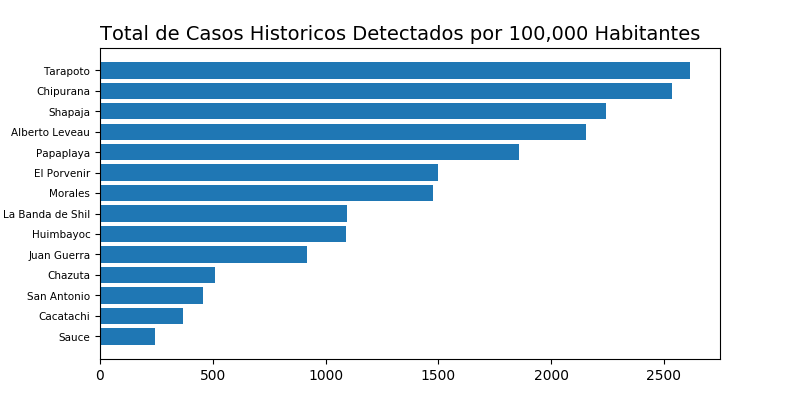 Total de Casos Historicos Detectados por 100,000 Habitantes
Tarapoto
Chipurana
Shapaja
Alberto Leveau
Papaplaya
El Porvenir
Morales
La Banda de Shil
Huimbayoc
Juan Guerra
Chazuta
San Antonio
Cacatachi
Sauce
0 500 1000 1500 2000 2500